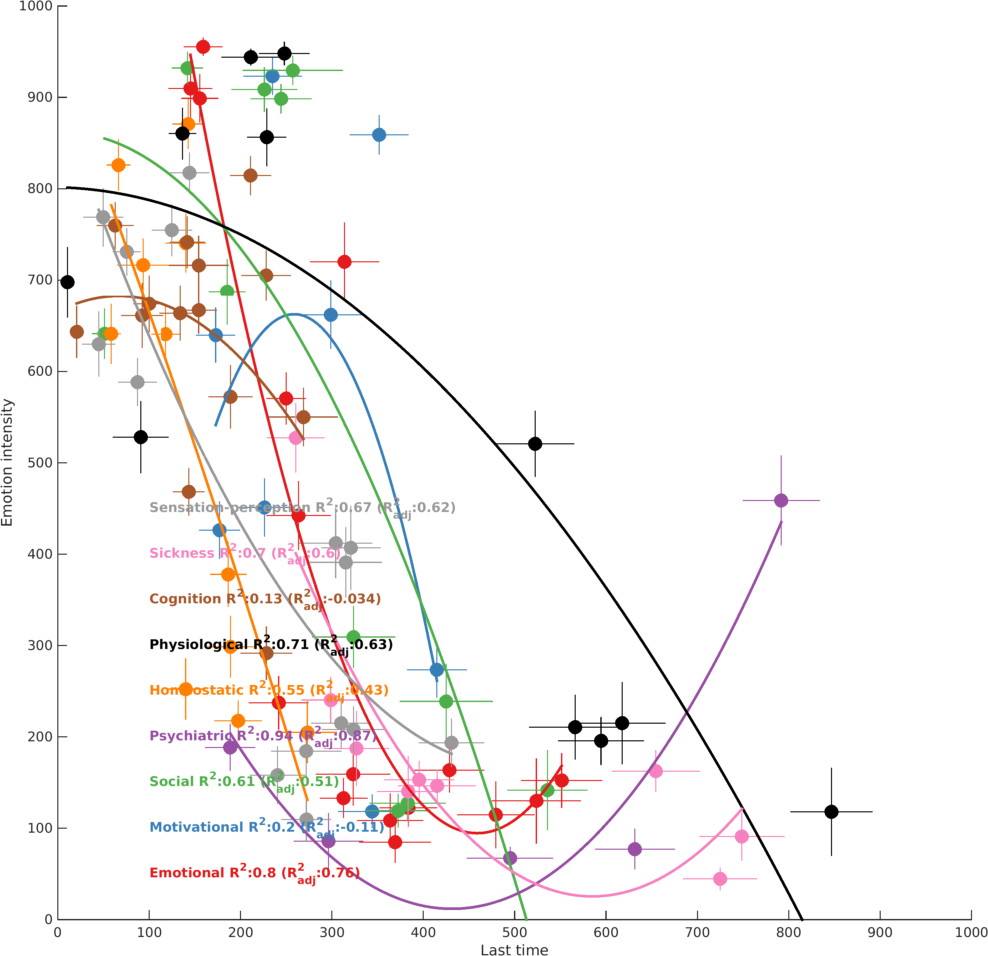 1000
900
800
700
600
500
400
300
200
100
0
Emotion intensity
Sensation-perception R2:0.67 (R2adj:0.62)
Sickness R2:0.7 (R2adj:0.6)
Cognition R2:0.13 (R2adj:-0.034)
Physiological R2:0.71 (R2adj:0.63)
Homeostatic R2:0.55 (R2adj:0.43)
Psychiatric R2:0.94 (R2adj:0.87)
Social R2:0.61 (R2adj:0.51)
Motivational R2:0.2 (R2adj:-0.11)
Emotional R2:0.8 (R2adj:0.76)
0 100 200 300 400 500 600 700 800 900 1000
Last time